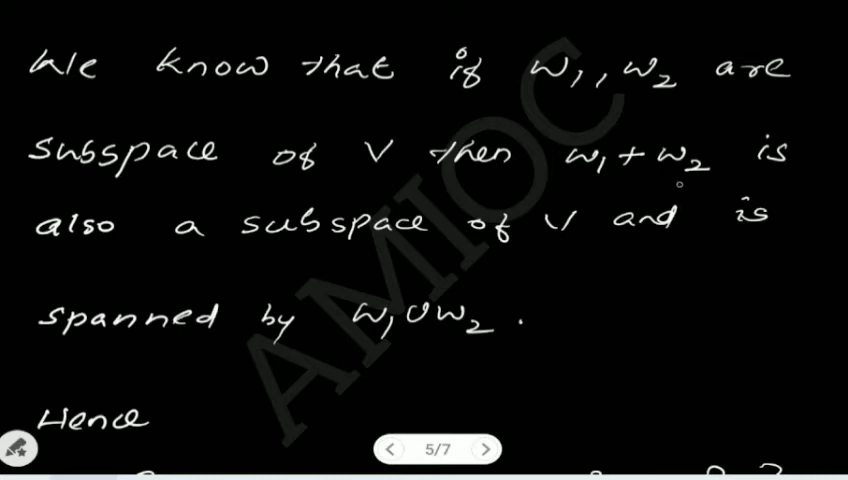 We know that if W1, W2 are
subspace of V then W1 + W2 is
also a subspace of V and is
spanned by W1 ∪ W2 .
Hence
AMIOC
5/7